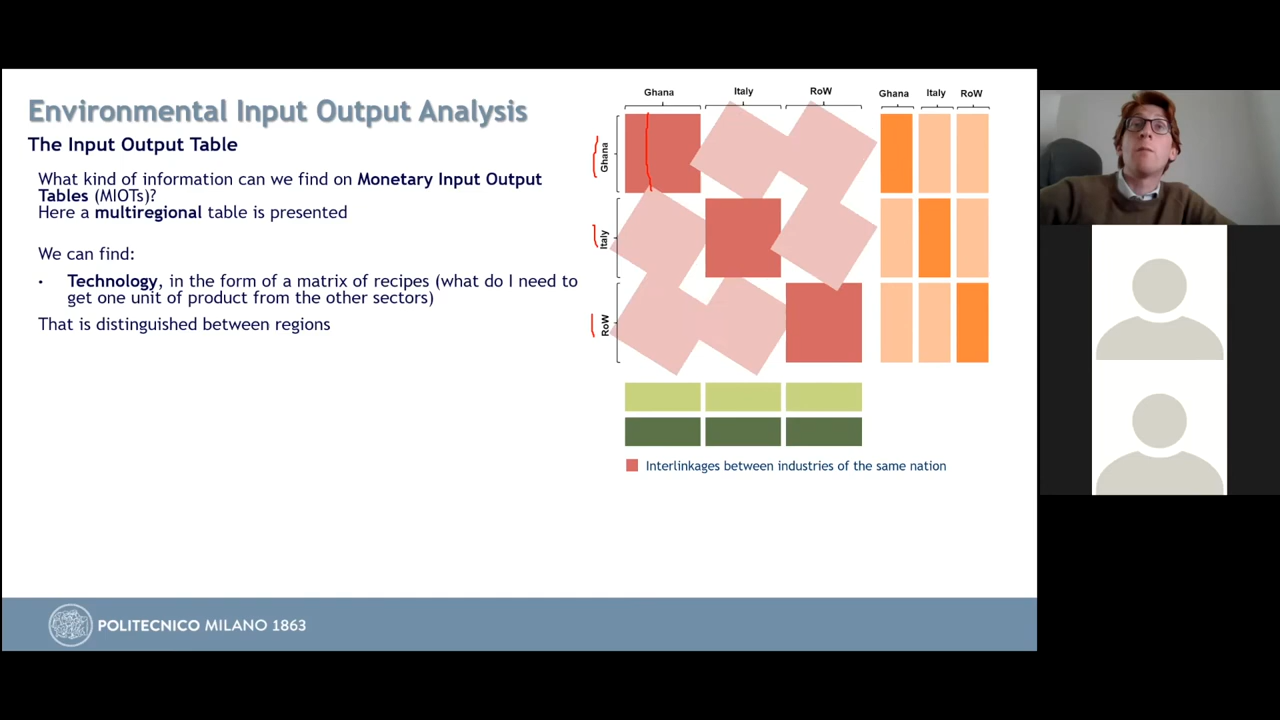 Environmental Input Output Analysis
The Input Output Table
What kind of information can we find on Monetary Input Output
Tables (MIOTs)?
Here a multiregional table is presented
We can find:
• Technology, in the form of a matrix of recipes (what do I need to
get one unit of product from the other sectors)
That is distinguished between regions
Ghana Italy RoW Ghana Italy RoW
Ghana
Italy
RoW
Interlinkages between industries of the same nation
POLITECNICO MILANO 1863